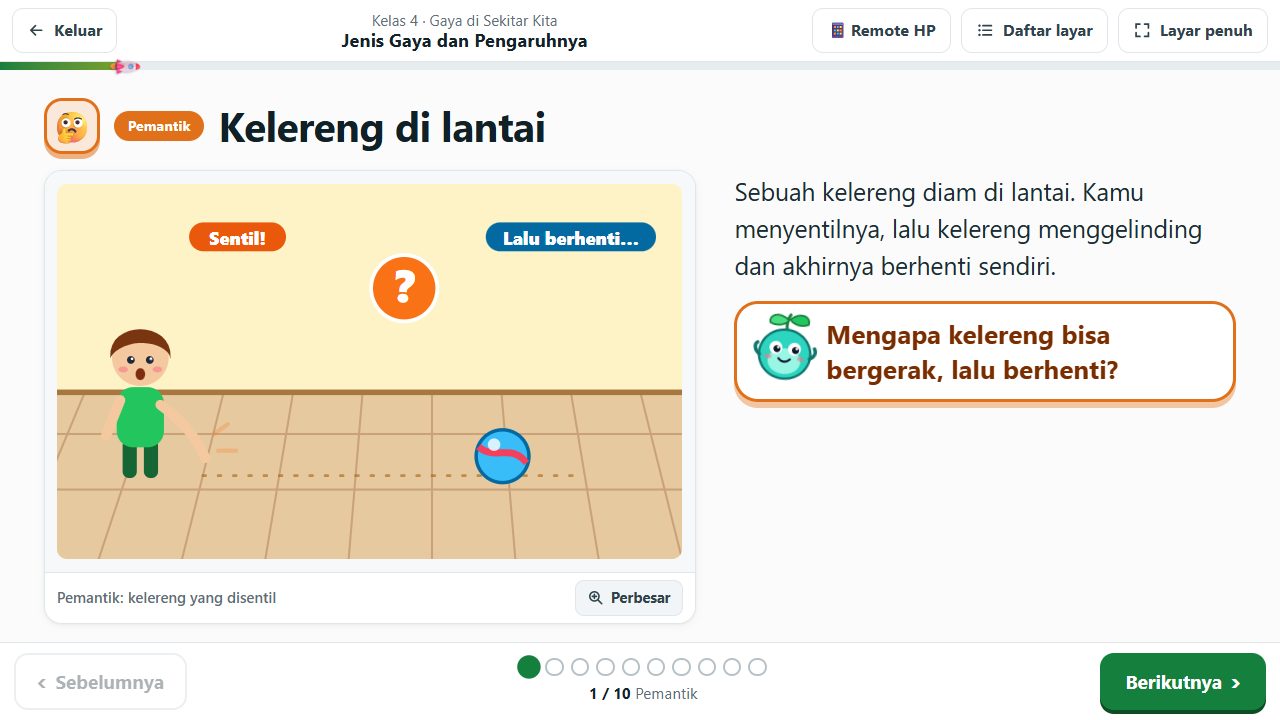 Keluar
Kelas 4 · Gaya di Sekitar Kita
Jenis Gaya dan Pengaruhnya
Remote HP
Daftar layar
Layar penuh
Pemantik
Kelereng di lantai
Sentil!
Lalu berhenti...
?
Pemantik: kelereng yang disentil
Perbesar
Sebuah kelereng diam di lantai. Kamu
menyentilnya, lalu kelereng menggelinding
dan akhirnya berhenti sendiri.
Mengapa kelereng bisa
bergerak, lalu berhenti?
‹ Sebelumnya
1 / 10 Pemantik
Berikutnya ›